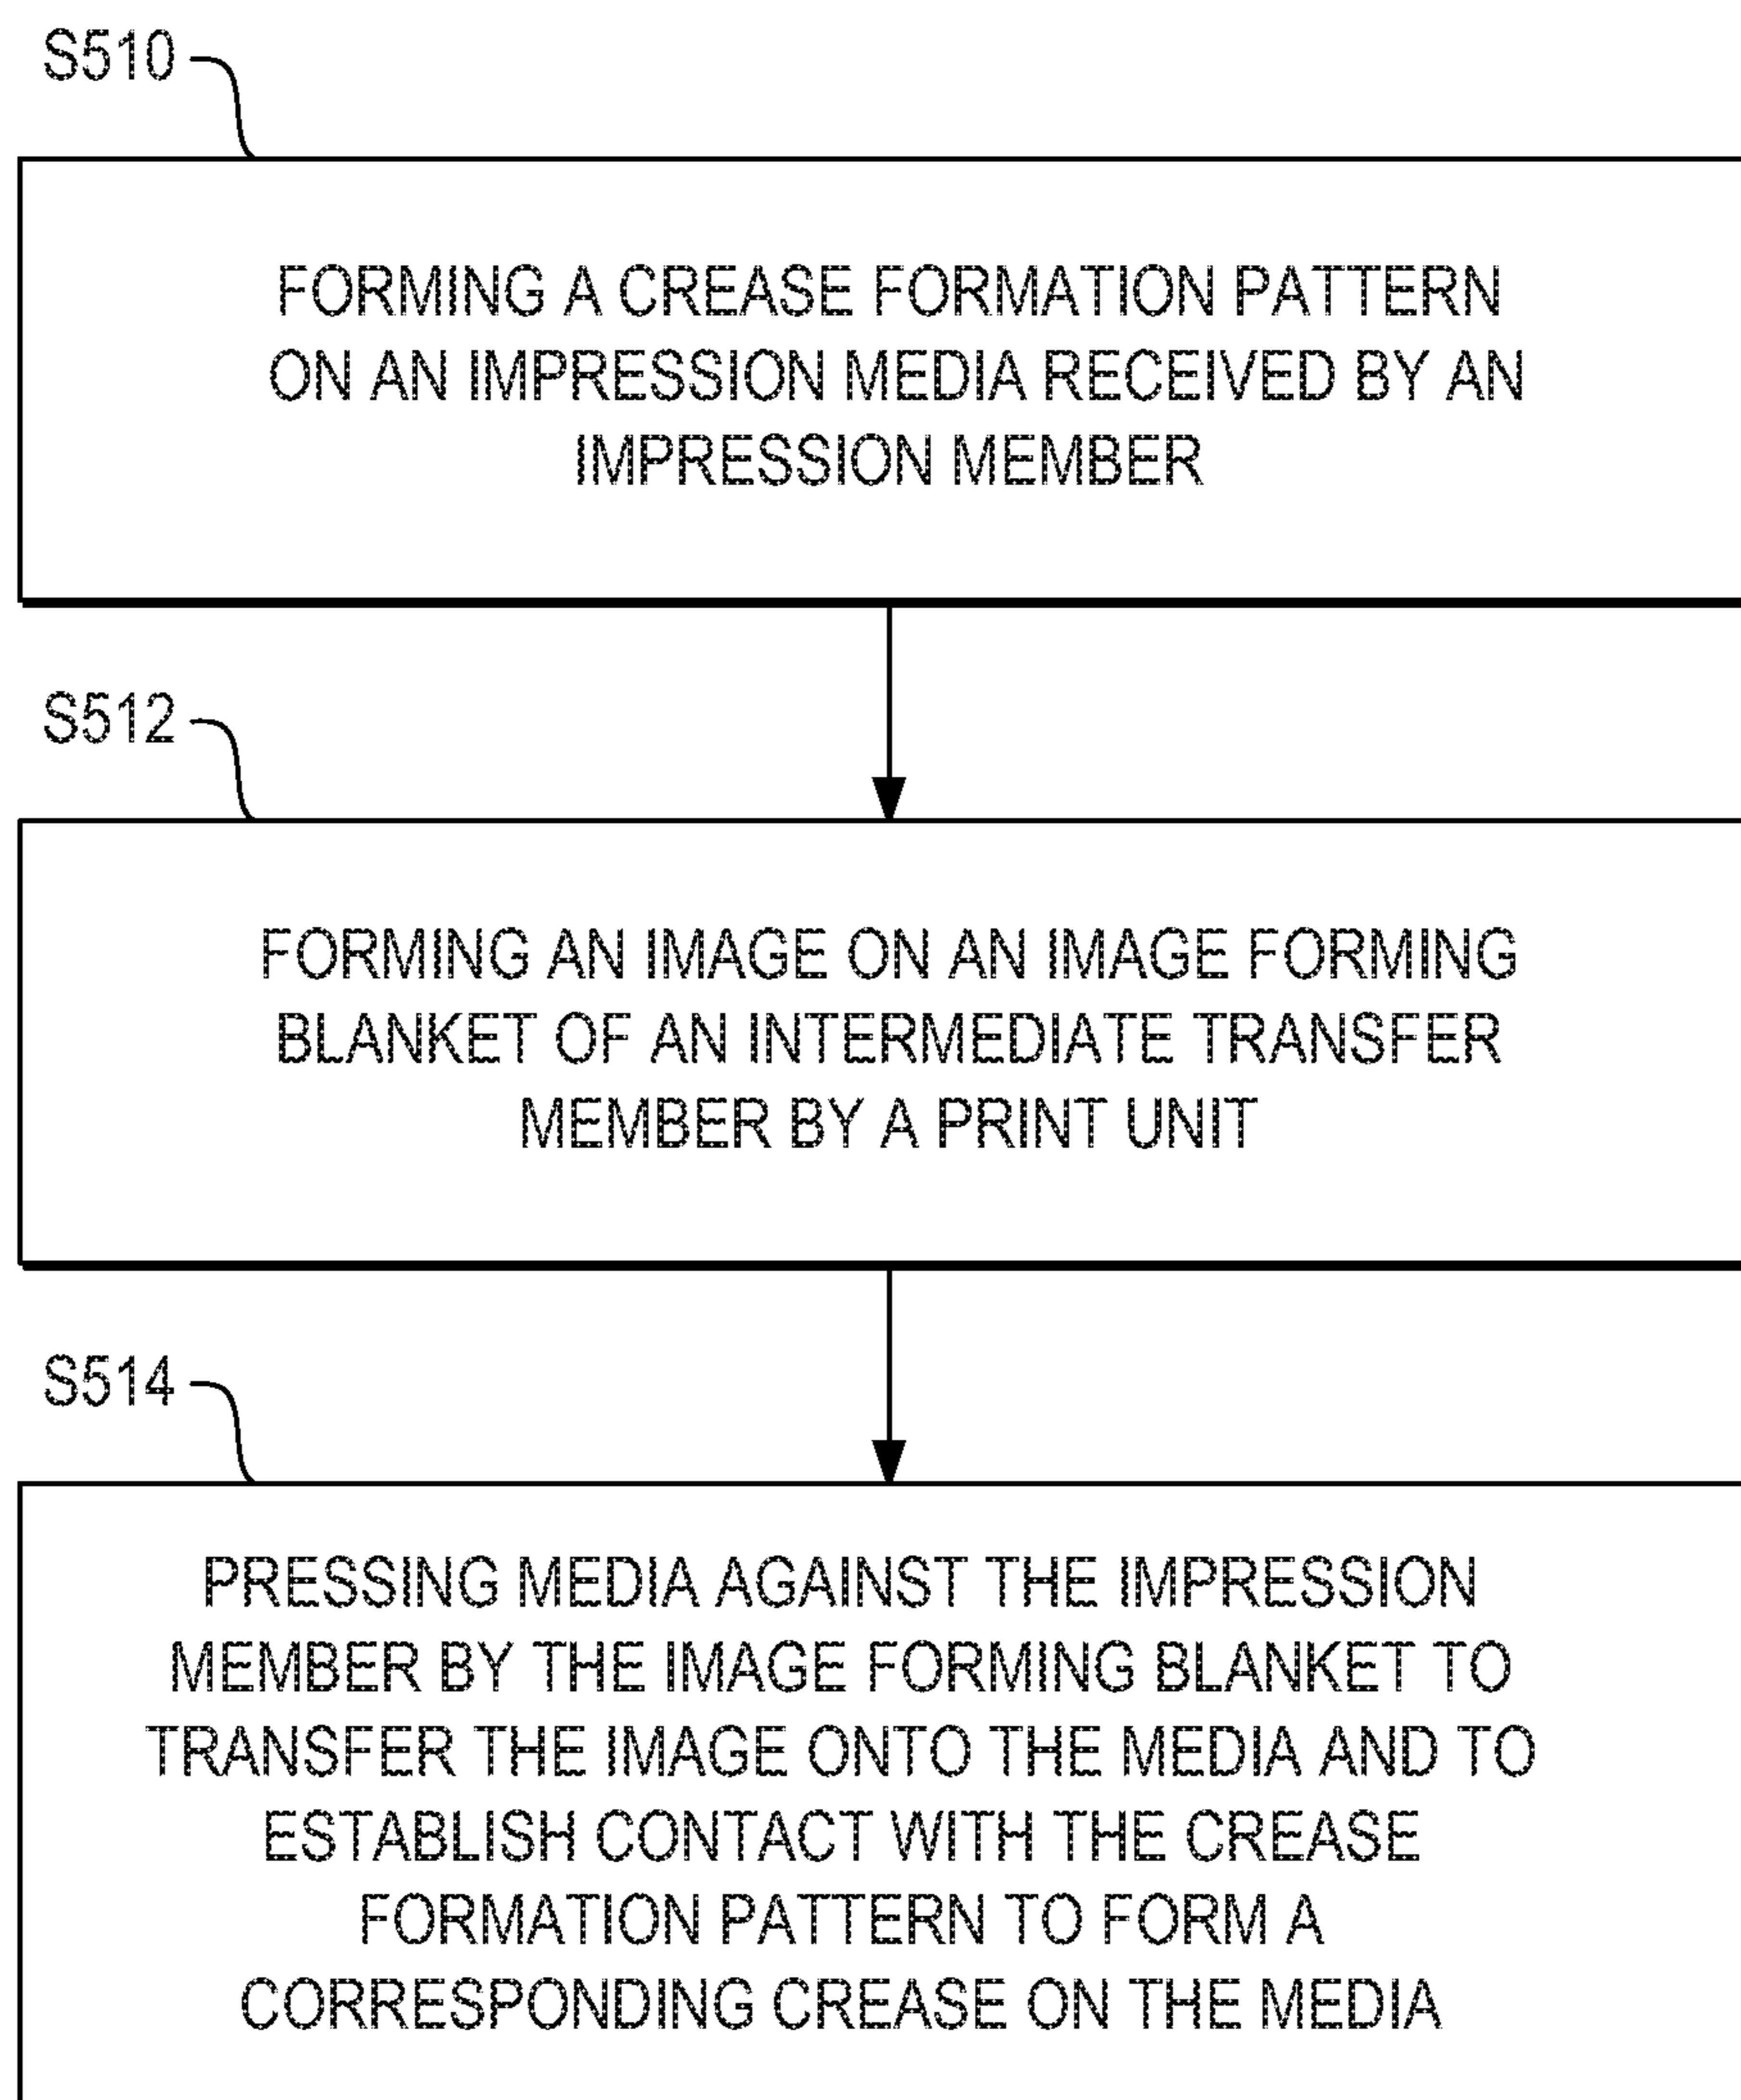 S510
FORMING A CREASE FORMATION PATTERN
ON AN IMPRESSION MEDIA RECEIVED BY AN
IMPRESSION MEMBER
S512
FORMING AN IMAGE ON AN IMAGE FORMING
BLANKET OF AN INTERMEDIATE TRANSFER
MEMBER BY A PRINT UNIT
S514
PRESSING MEDIA AGAINST THE IMPRESSION
MEMBER BY THE IMAGE FORMING BLANKET TO
TRANSFER THE IMAGE ONTO THE MEDIA AND TO
ESTABLISH CONTACT WITH THE CREASE
FORMATION PATTERN TO FORM A
CORRESPONDING CREASE ON THE MEDIA